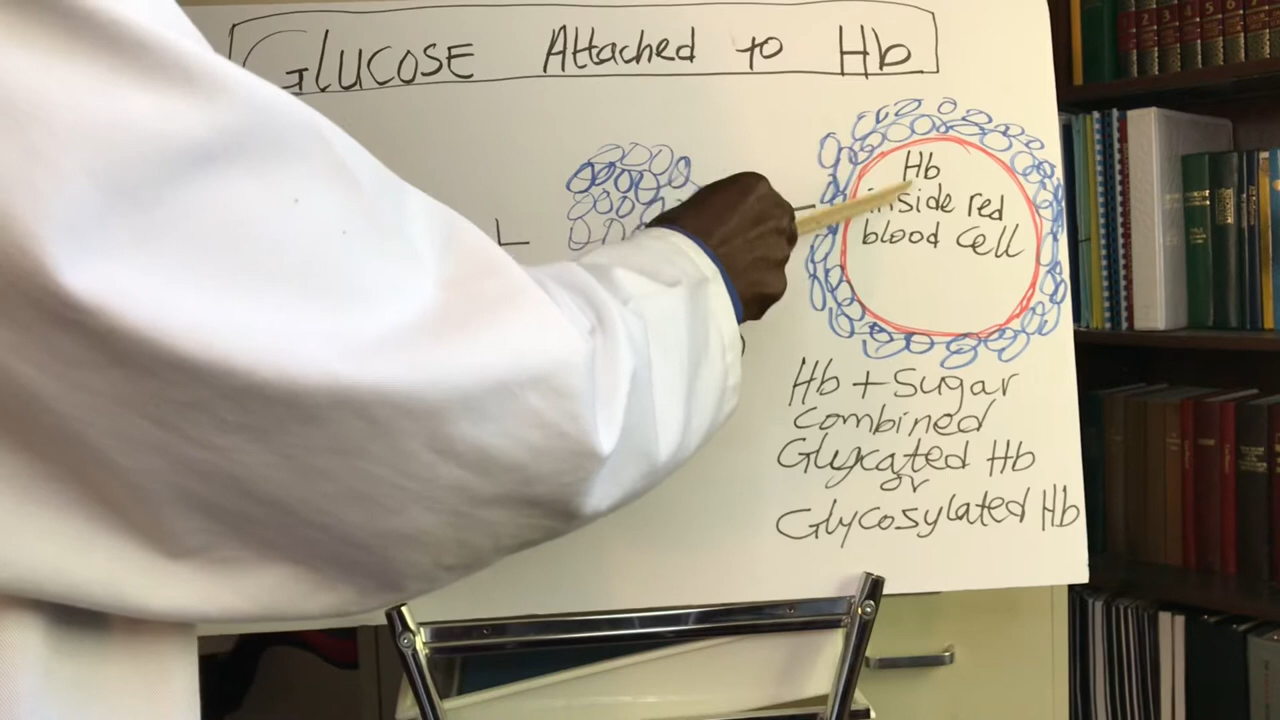 GLUCOSE Attached to Hb
L
Hb
inside red
blood cell
Hb + Sugar
combined
Glycated Hb
or
Glycosylated Hb